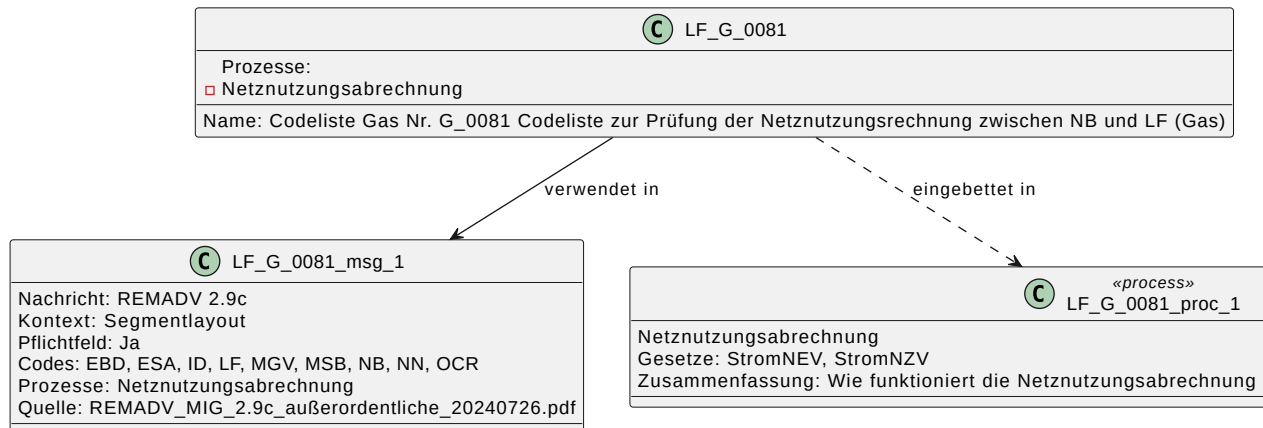 C LF_G_0081
Prozesse:
Netznutzungsabrechnung
Name: Codeliste Gas Nr. G_0081 Codeliste zur Prüfung der Netznutzungsrechnung zwischen NB und LF (Gas)
verwendet in
eingebettet in
C LF_G_0081_msg_1
Nachricht: REMADV 2.9c
Kontext: Segmentlayout
Pflichtfeld: Ja
Codes: EBD, ESA, ID, LF, MGV, MSB, NB, NN, OCR
Prozesse: Netznutzungsabrechnung
Quelle: REMADV_MIG_2.9c_außerordentliche_20240726.pdf
«process»
C LF_G_0081_proc_1
Netznutzungsabrechnung
Gesetze: StromNEV, StromNZV
Zusammenfassung: Wie funktioniert die Netznutzungsabrechnung